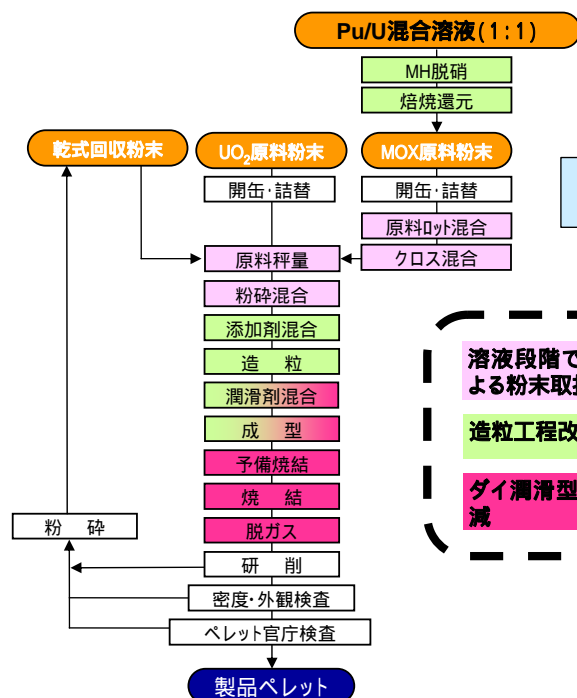 Pu/U混合溶液(1:1)
MH脱硝
焙焼還元
乾式回収粉末
UO₂原料粉末
MOX原料粉末
開缶・詰替
開缶・詰替
原料ロット混合
原料秤量
クロス混合
粉砕混合
添加剤混合
造 粒
潤滑剤混合
成 型
予備焼結
焼 結
脱ガス
粉 砕
研 削
密度・外観検査
ペレット官庁検査
製品ペレット
溶液段階で
よる粉末取
造粒工程改
ダイ潤滑型
減